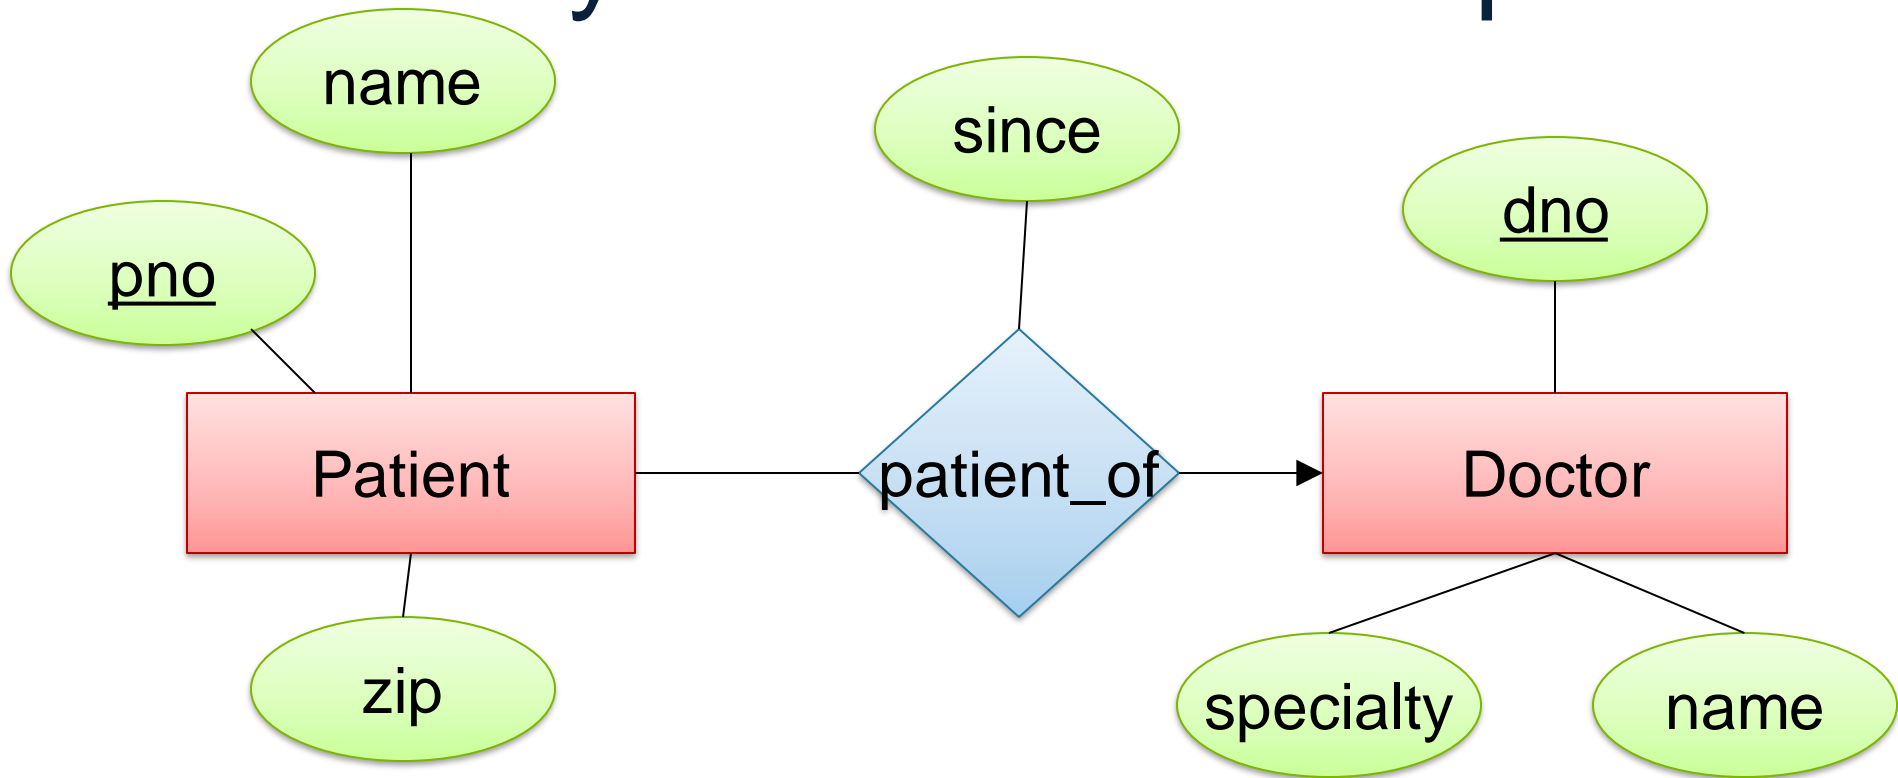 name
since
dno
pno
Patient
patient_of
Doctor
zip
specialty
name